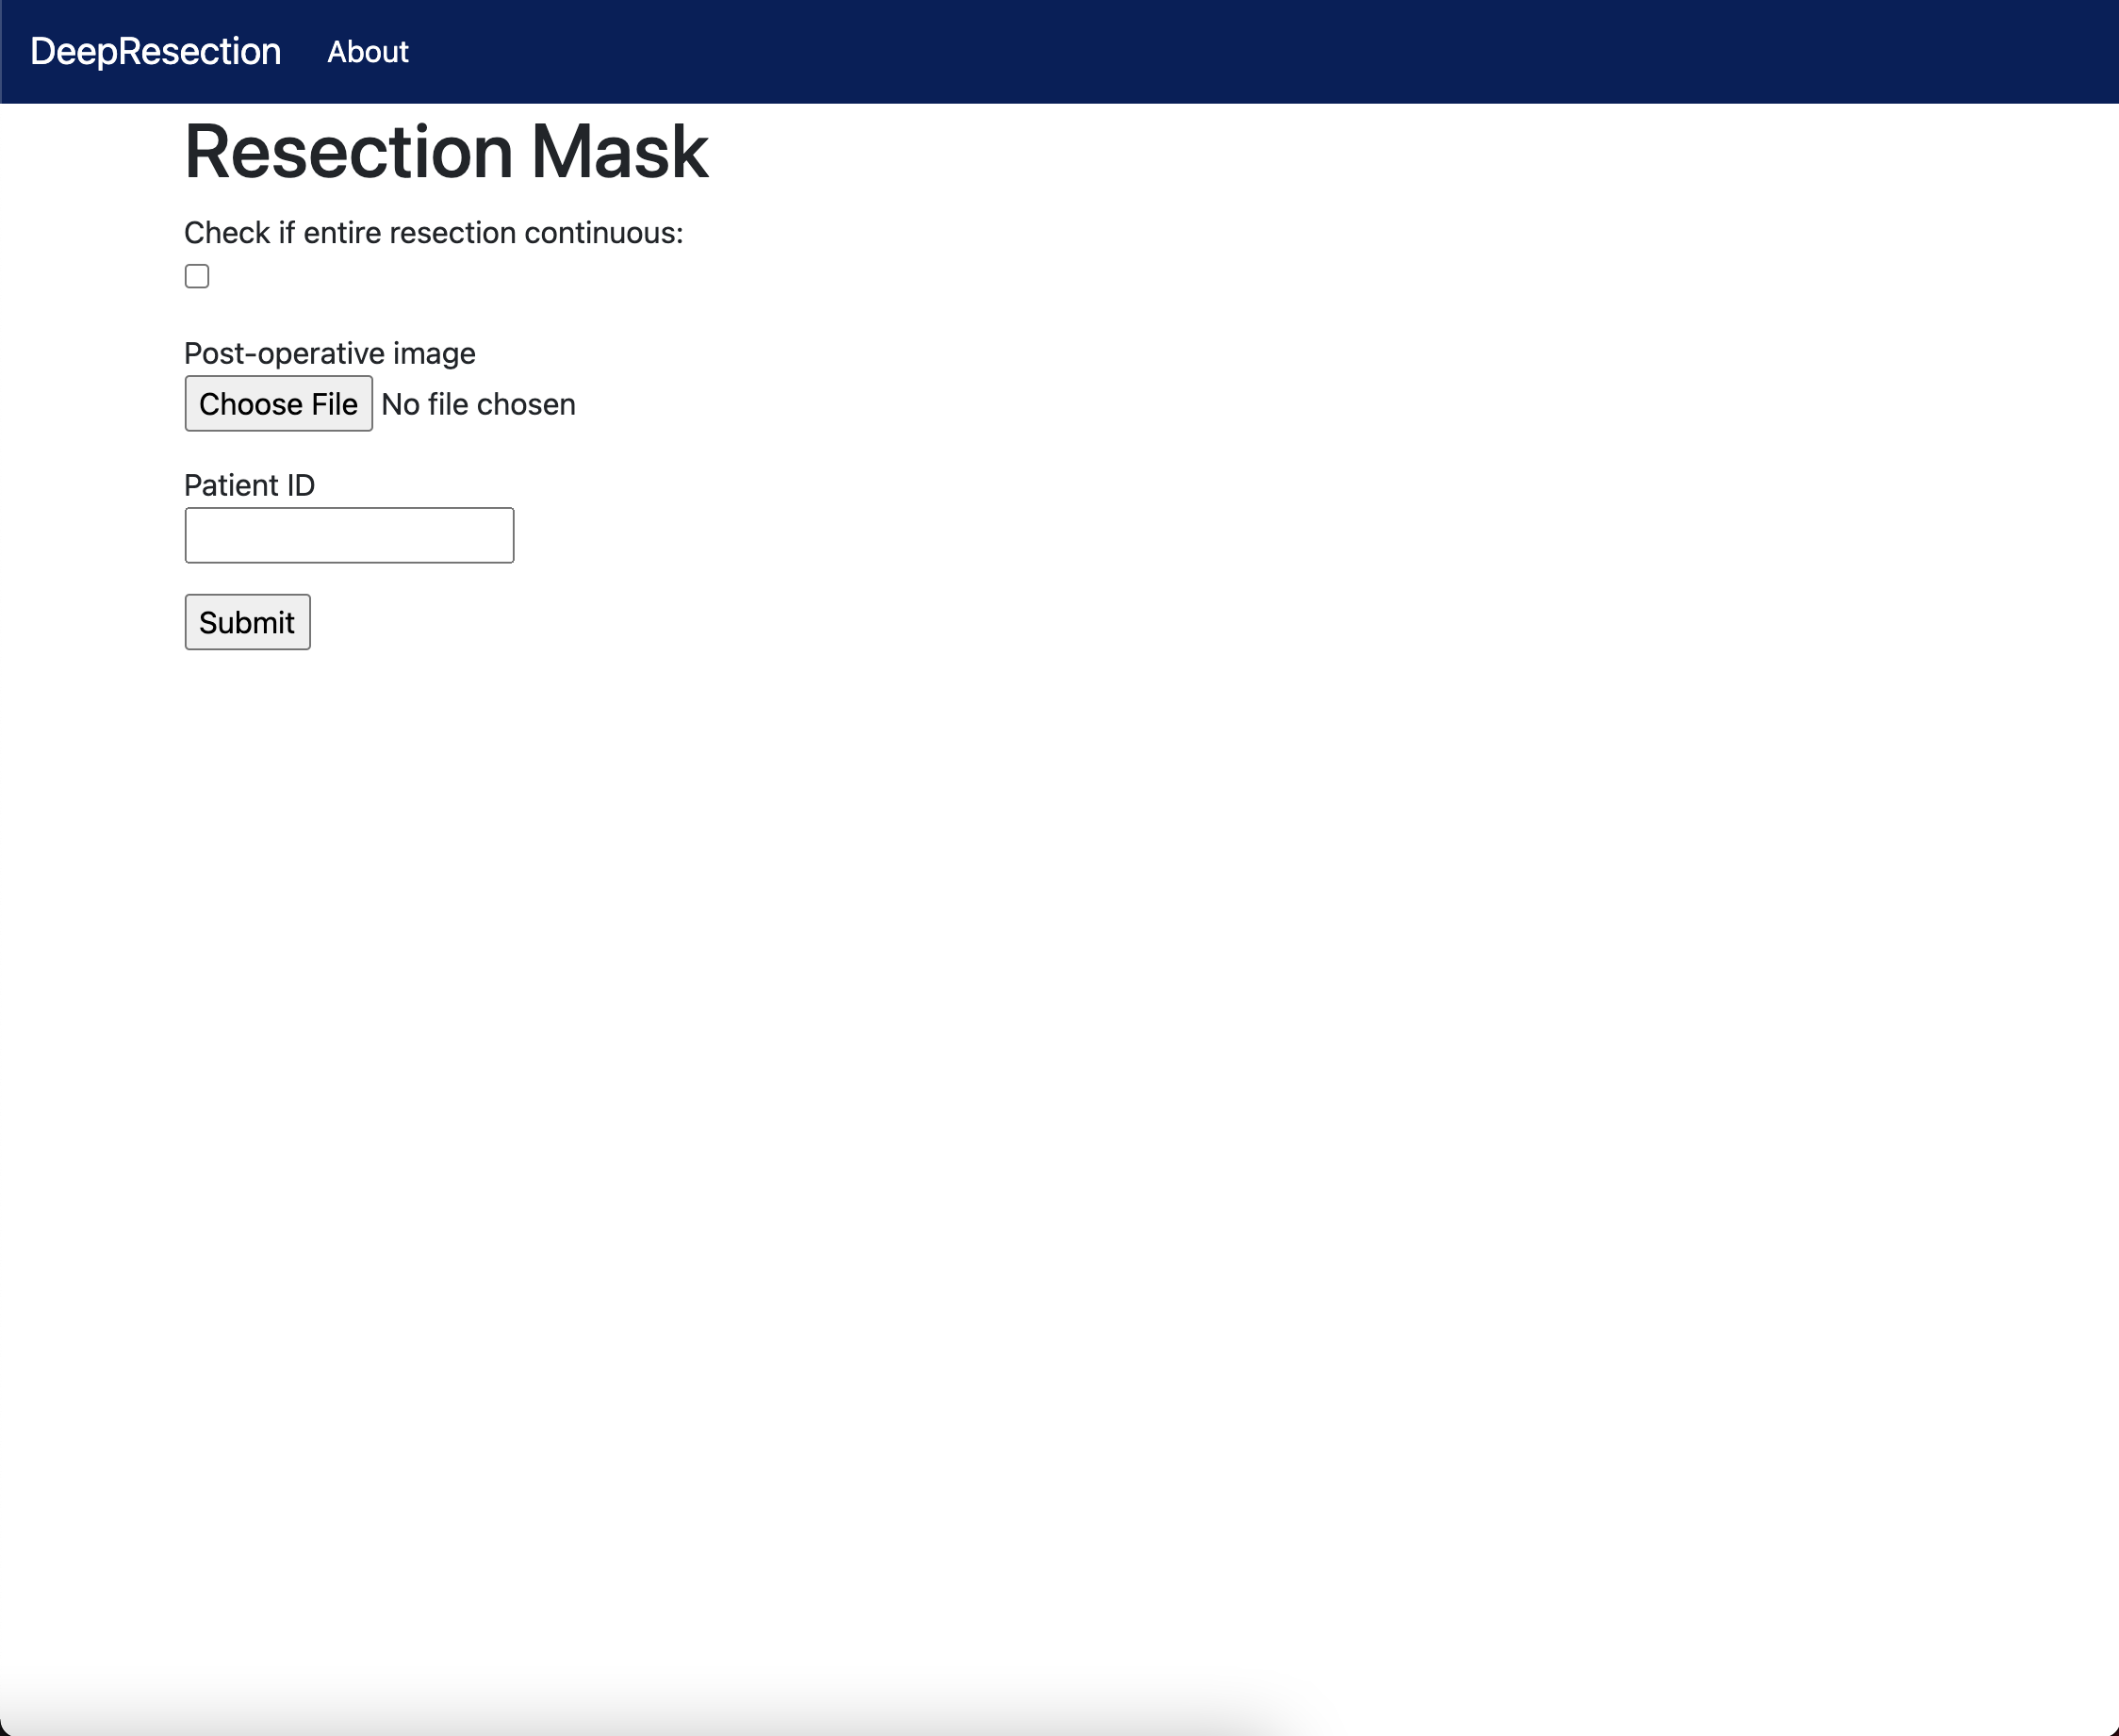 DeepResection About
Resection Mask
Check if entire resection continuous:
Post-operative image
Choose File No file chosen
Patient ID
Submit